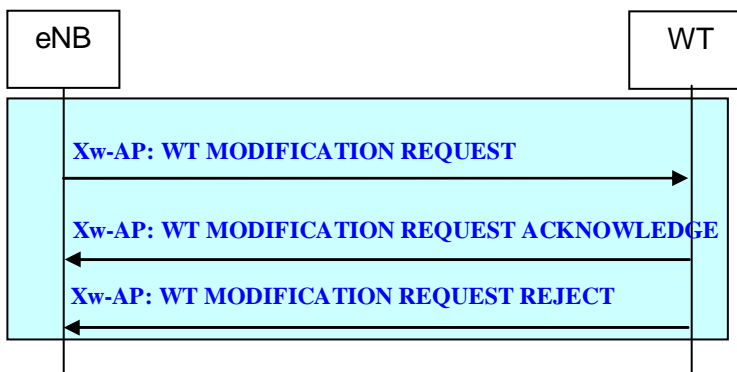 eNB
WT
Xw-AP: WT MODIFICATION REQUEST
Xw-AP: WT MODIFICATION REQUEST ACKNOWLEDGE
Xw-AP: WT MODIFICATION REQUEST REJECT